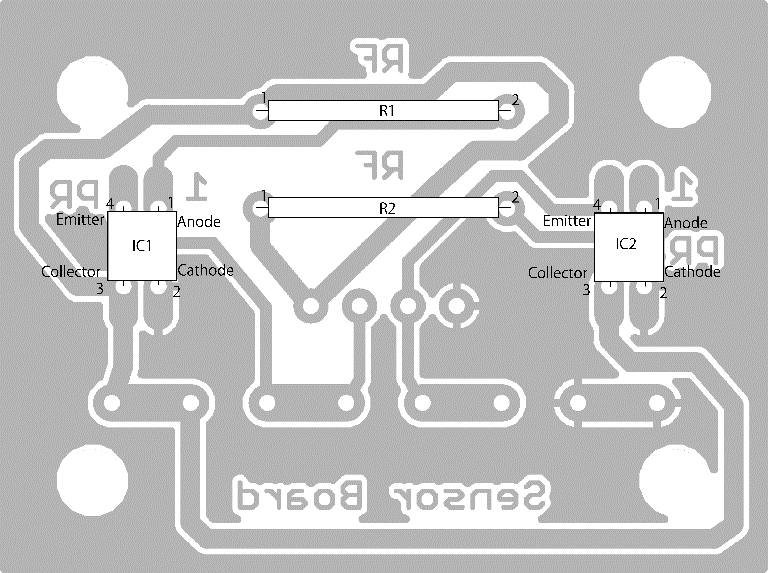 RF
1
R1
2
RF
PR
1
1
4
1
Emitter
Anode
IC1
Collector
Cathode
3
2
1
R2
2
4
1
Emitter
Anode
PR
IC2
Collector
Cathode
3
2
Sensor Board